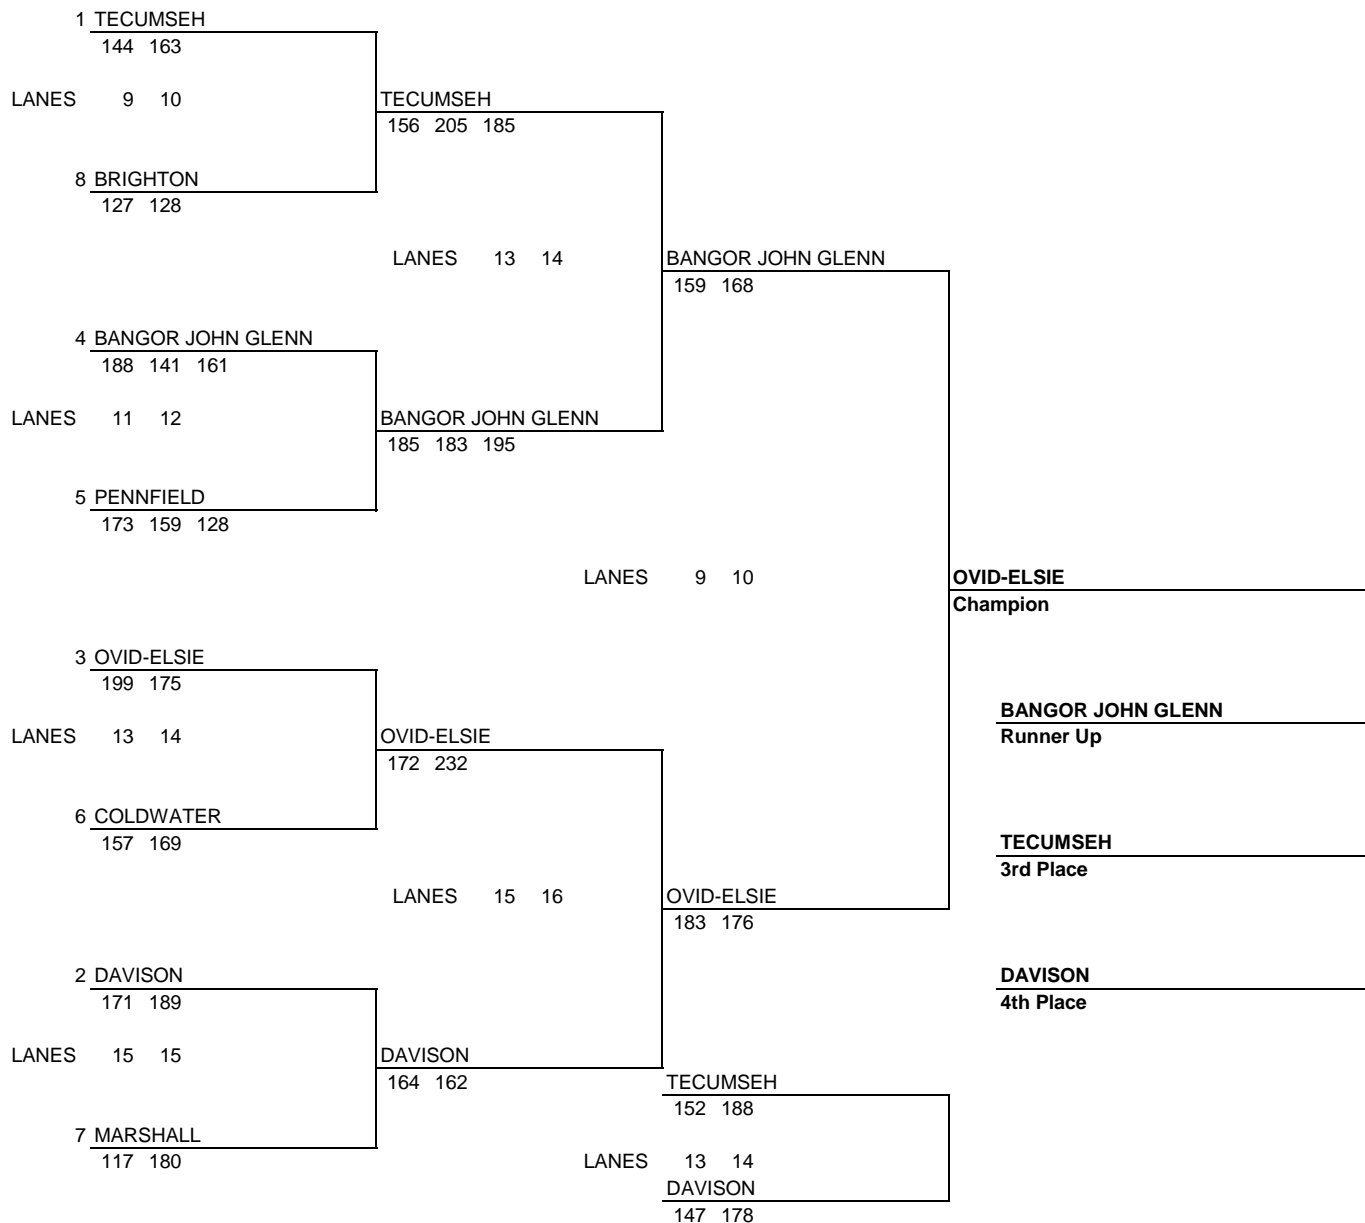 1 TECUMSEH
144 163
LANES 9 10
TECUMSEH
156 205 185
8 BRIGHTON
127 128
LANES 13 14
BANGOR JOHN GLENN
159 168
4 BANGOR JOHN GLENN
188 141 161
LANES 11 12
BANGOR JOHN GLENN
185 183 195
5 PENNFIELD
173 159 128
LANES 9 10
OVID-ELSIE
Champion
3 OVID-ELSIE
199 175
BANGOR JOHN GLENN
Runner Up
LANES 13 14
OVID-ELSIE
172 232
6 COLDWATER
157 169
TECUMSEH
3rd Place
LANES 15 16
OVID-ELSIE
183 176
2 DAVISON
171 189
DAVISON
4th Place
LANES 15 15
DAVISON
164 162
TECUMSEH
152 188
7 MARSHALL
117 180
LANES 13 14
DAVISON
147 178